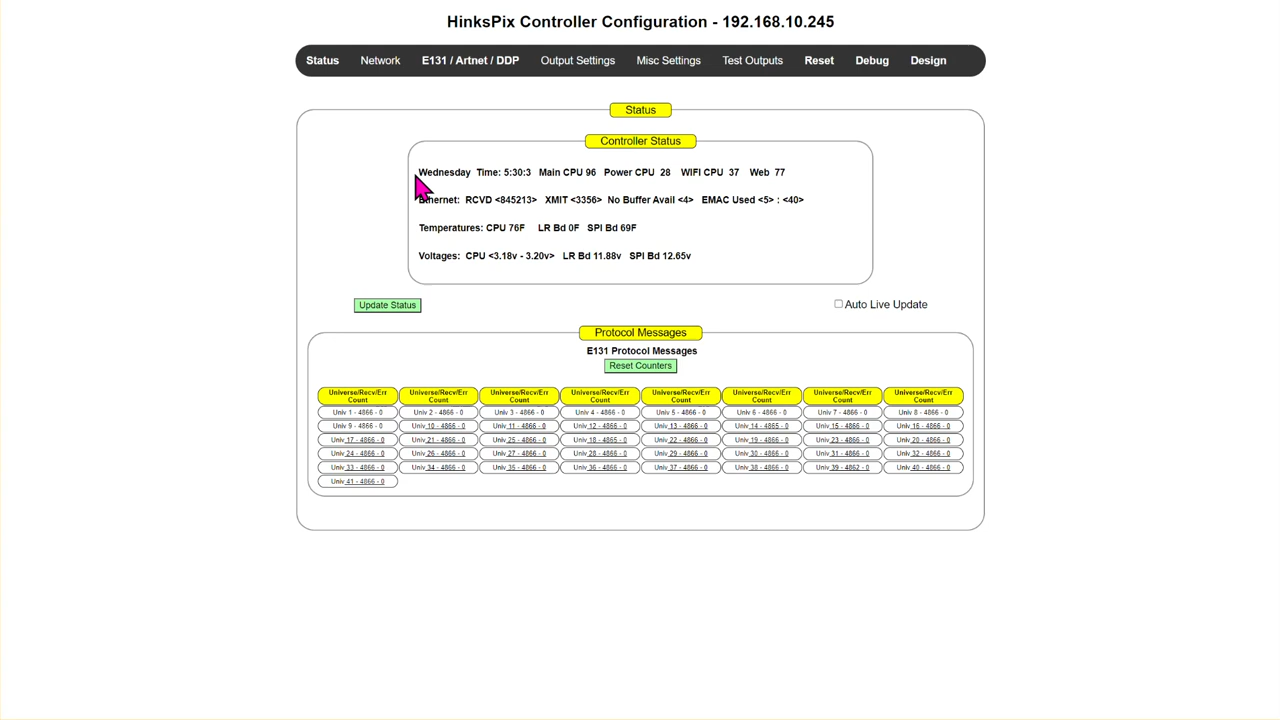 HinksPix Controller Configuration - 192.168.10.245
Status Network E131 / Artnet / DDP Output Settings Misc Settings Test Outputs Reset Debug Design
Status
Controller Status
Wednesday Time: 5:30:3 Main CPU 96 Power CPU 28 WIFI CPU 37 Web 77
Ethernet: RCVD <845213> XMIT <3356> No Buffer Avail <4> EMAC Used <5> : <40>
Temperatures: CPU 76F LR Bd 0F SPI Bd 69F
Voltages: CPU <3.18v - 3.20v> LR Bd 11.88v SPI Bd 12.65v
Update Status Auto Live Update
Protocol Messages
E131 Protocol Messages
Reset Counters
Universe/Recv/Err Universe/Recv/Err Universe/Recv/Err Universe/Recv/Err Universe/Recv/Err Universe/Recv/Err Universe/Recv/Err Universe/Recv/Err
Count Count Count Count Count Count Count Count
Univ 1 - 4866 - 0 Univ 2 - 4866 - 0 Univ 3 - 4866 - 0 Univ 4 - 4866 - 0 Univ 5 - 4866 - 0 Univ 6 - 4866 - 0 Univ 7 - 4866 - 0 Univ 8 - 4866 - 0
Univ 9 - 4866 - 0 Univ 10 - 4866 - 0 Univ 11 - 4866 - 0 Univ 12 - 4866 - 0 Univ 13 - 4866 - 0 Univ 14 - 4865 - 0 Univ 15 - 4866 - 0 Univ 16 - 4866 - 0
Univ 17 - 4866 - 0 Univ 21 - 4866 - 0 Univ 25 - 4866 - 0 Univ 18 - 4866 - 0 Univ 22 - 4866 - 0 Univ 19 - 4866 - 0 Univ 23 - 4866 - 0 Univ 20 - 4866 - 0
Univ 24 - 4866 - 0 Univ 26 - 4866 - 0 Univ 27 - 4866 - 0 Univ 28 - 4866 - 0 Univ 29 - 4866 - 0 Univ 30 - 4866 - 0 Univ 31 - 4866 - 0 Univ 32 - 4866 - 0
Univ 33 - 4866 - 0 Univ 34 - 4866 - 0 Univ 35 - 4866 - 0 Univ 36 - 4866 - 0 Univ 37 - 4866 - 0 Univ 38 - 4866 - 0 Univ 39 - 4862 - 0 Univ 40 - 4866 - 0
Univ 41 - 4866 - 0